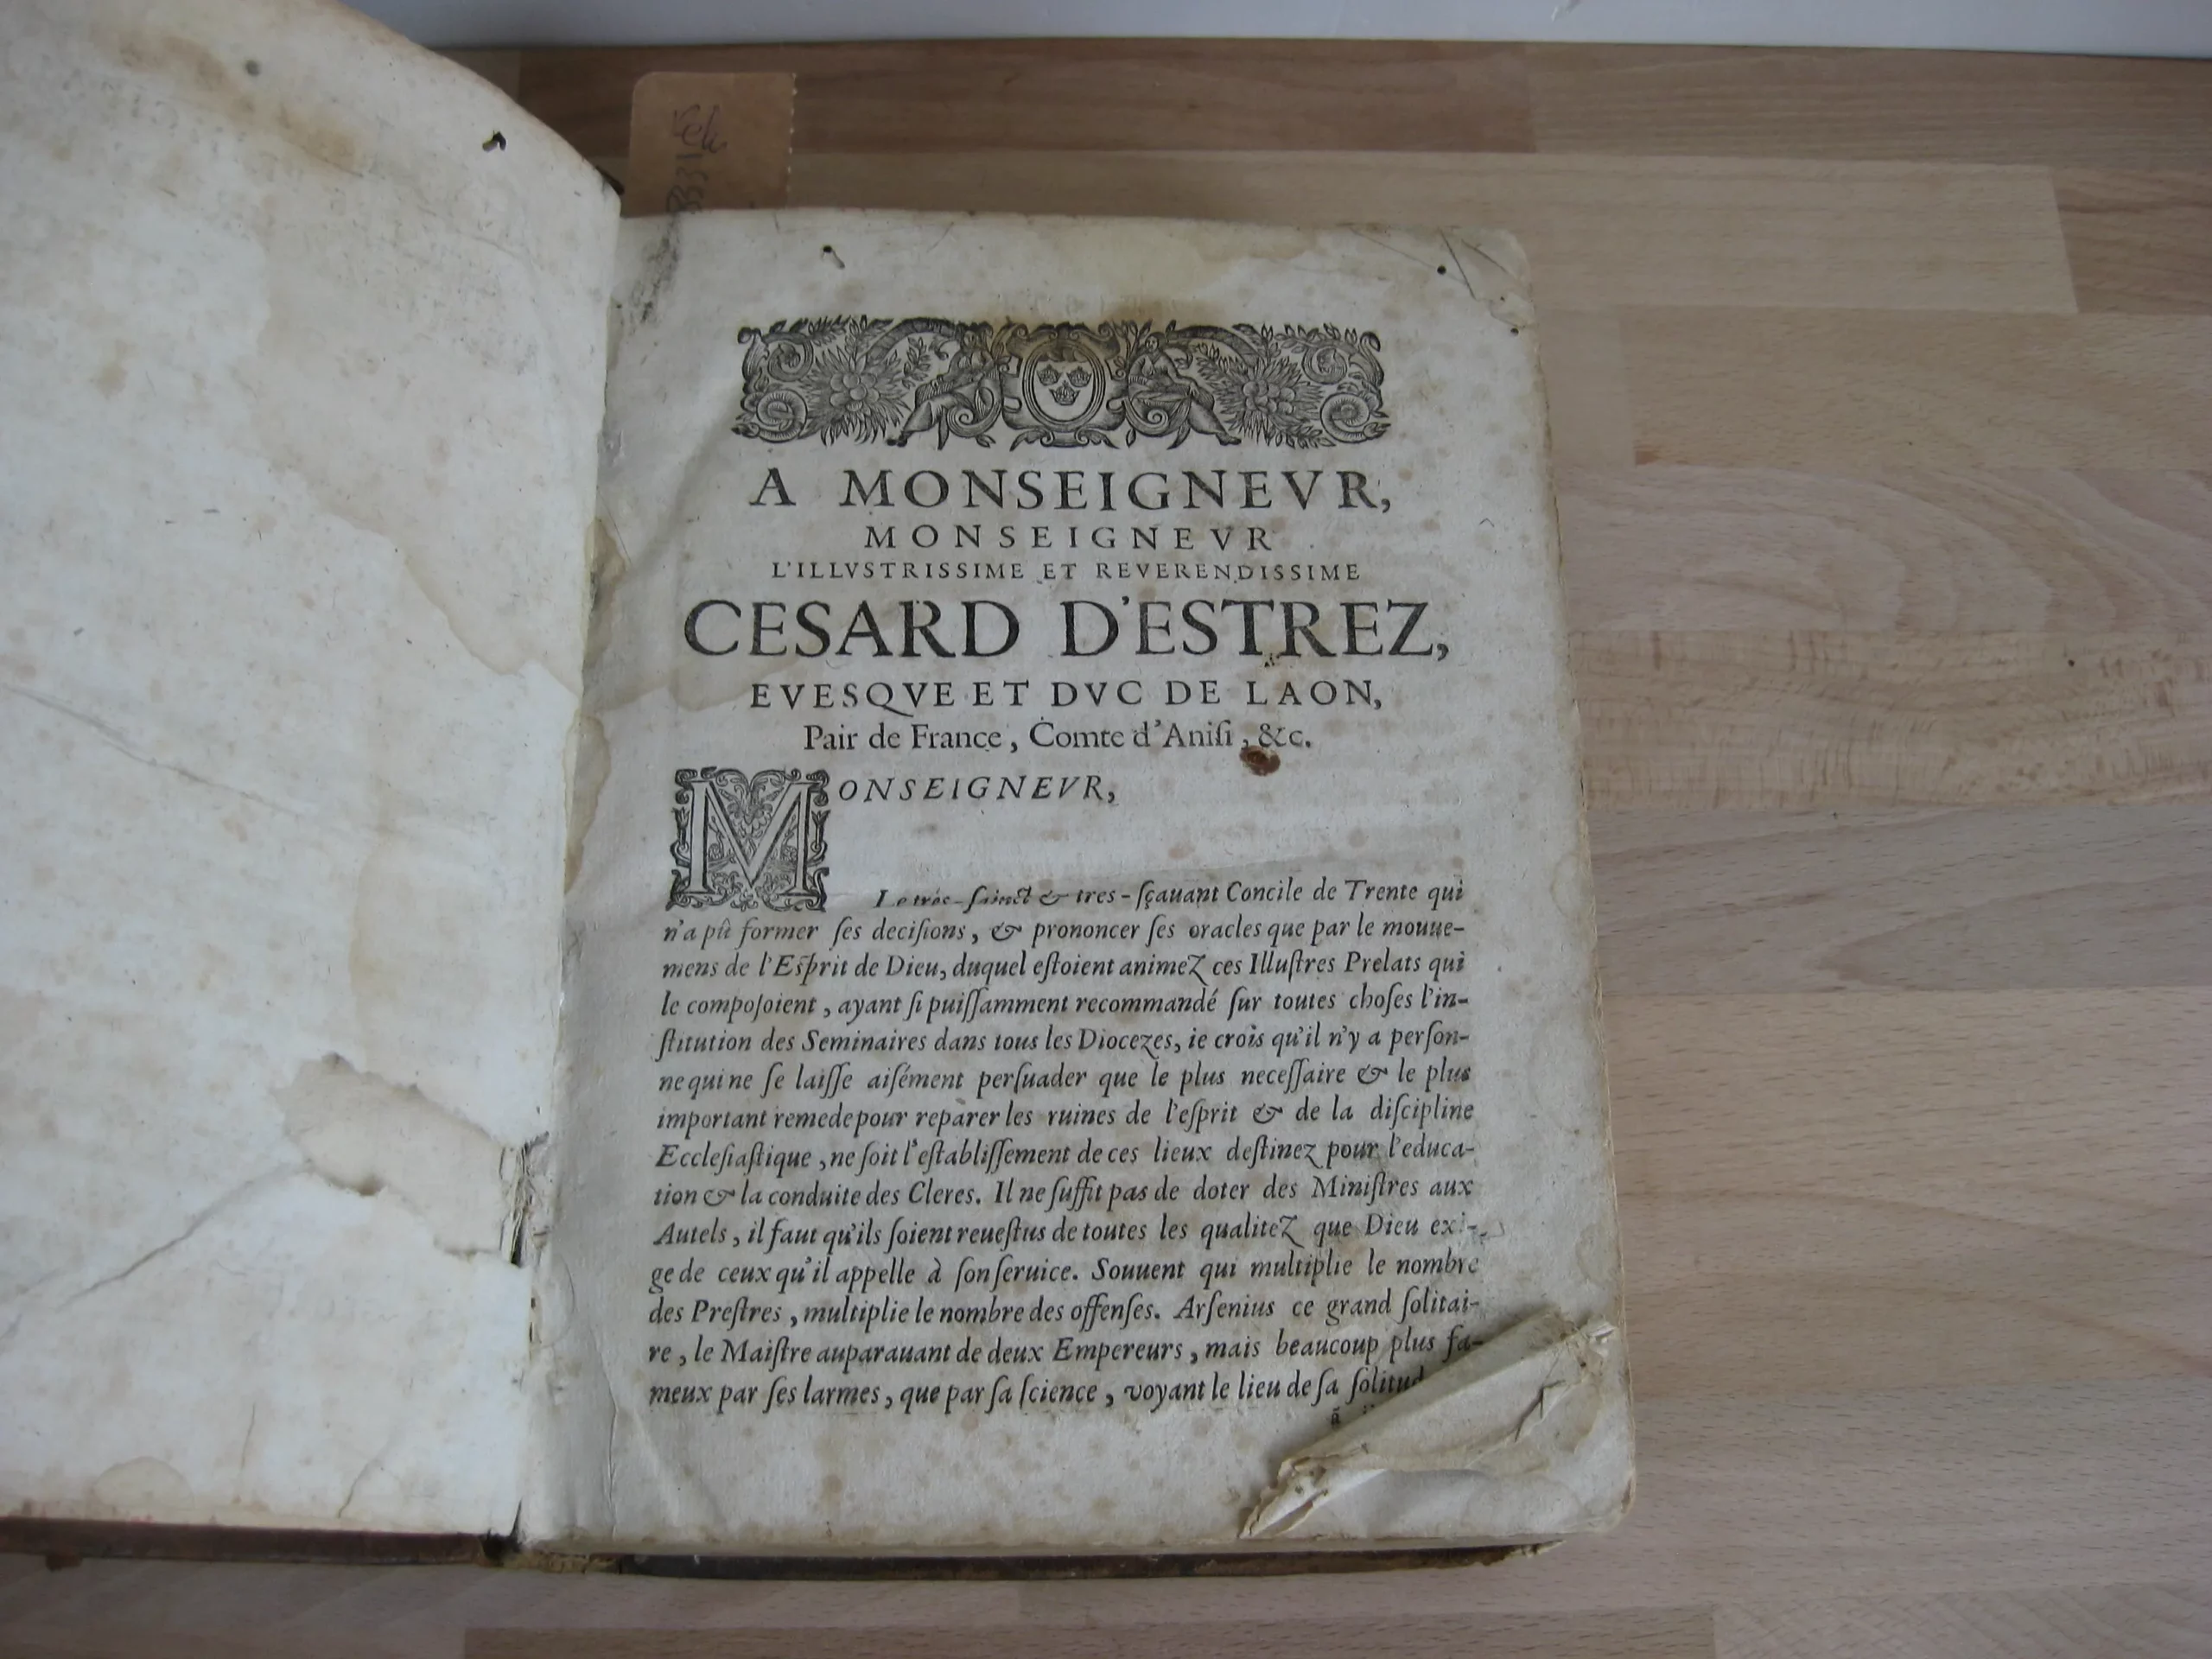 A MONSEIGNEVR,
MONSEIGNEVR
L'ILLVSTRISSIME ET REVERENDISSIME
CESARD D'ESTREZ,
EVESQVE ET DVC DE LAON,
Pair de France, Comte d'Aniſi, &c.
MONSEIGNEVR,
Le tres-ſainct & tres-ſçauant Concile de Trente qui
n'a pû former ſes deciſions, & prononcer ſes oracles que par le mouue-
mens de l'Eſprit de Dieu, duquel eſtoient animeZ ces Illuſtres Prelats qui
le compoſoient, ayant ſi puiſſamment recommandé ſur toutes choſes l'in-
ſtitution des Seminaires dans tous les Diocezes, ie crois qu'il n'y a perſon-
ne qui ne ſe laiſſe aiſément perſuader que le plus neceſſaire & le plus
important remede pour reparer les ruines de l'eſprit & de la diſcipline
Eccleſiaſtique, ne ſoit l'eſtabliſſement de ces lieux deſtinez pour l'educa-
tion & la conduite des Cleres. Il ne ſuffit pas de doter des Miniſtres aux
Autels, il faut qu'ils ſoient reueſtus de toutes les qualiteZ que Dieu exi-
ge de ceux qu'il appelle à ſon ſeruice. Souuent qui multiplie le nombre
des Preſtres, multiplie le nombre des offenſes. Arſenius ce grand ſolitai-
re, le Maiſtre auparauant de deux Empereurs, mais beaucoup plus fa-
meux par ſes larmes, que par ſa ſcience, voyant le lieu de ſa ſolitud
ã